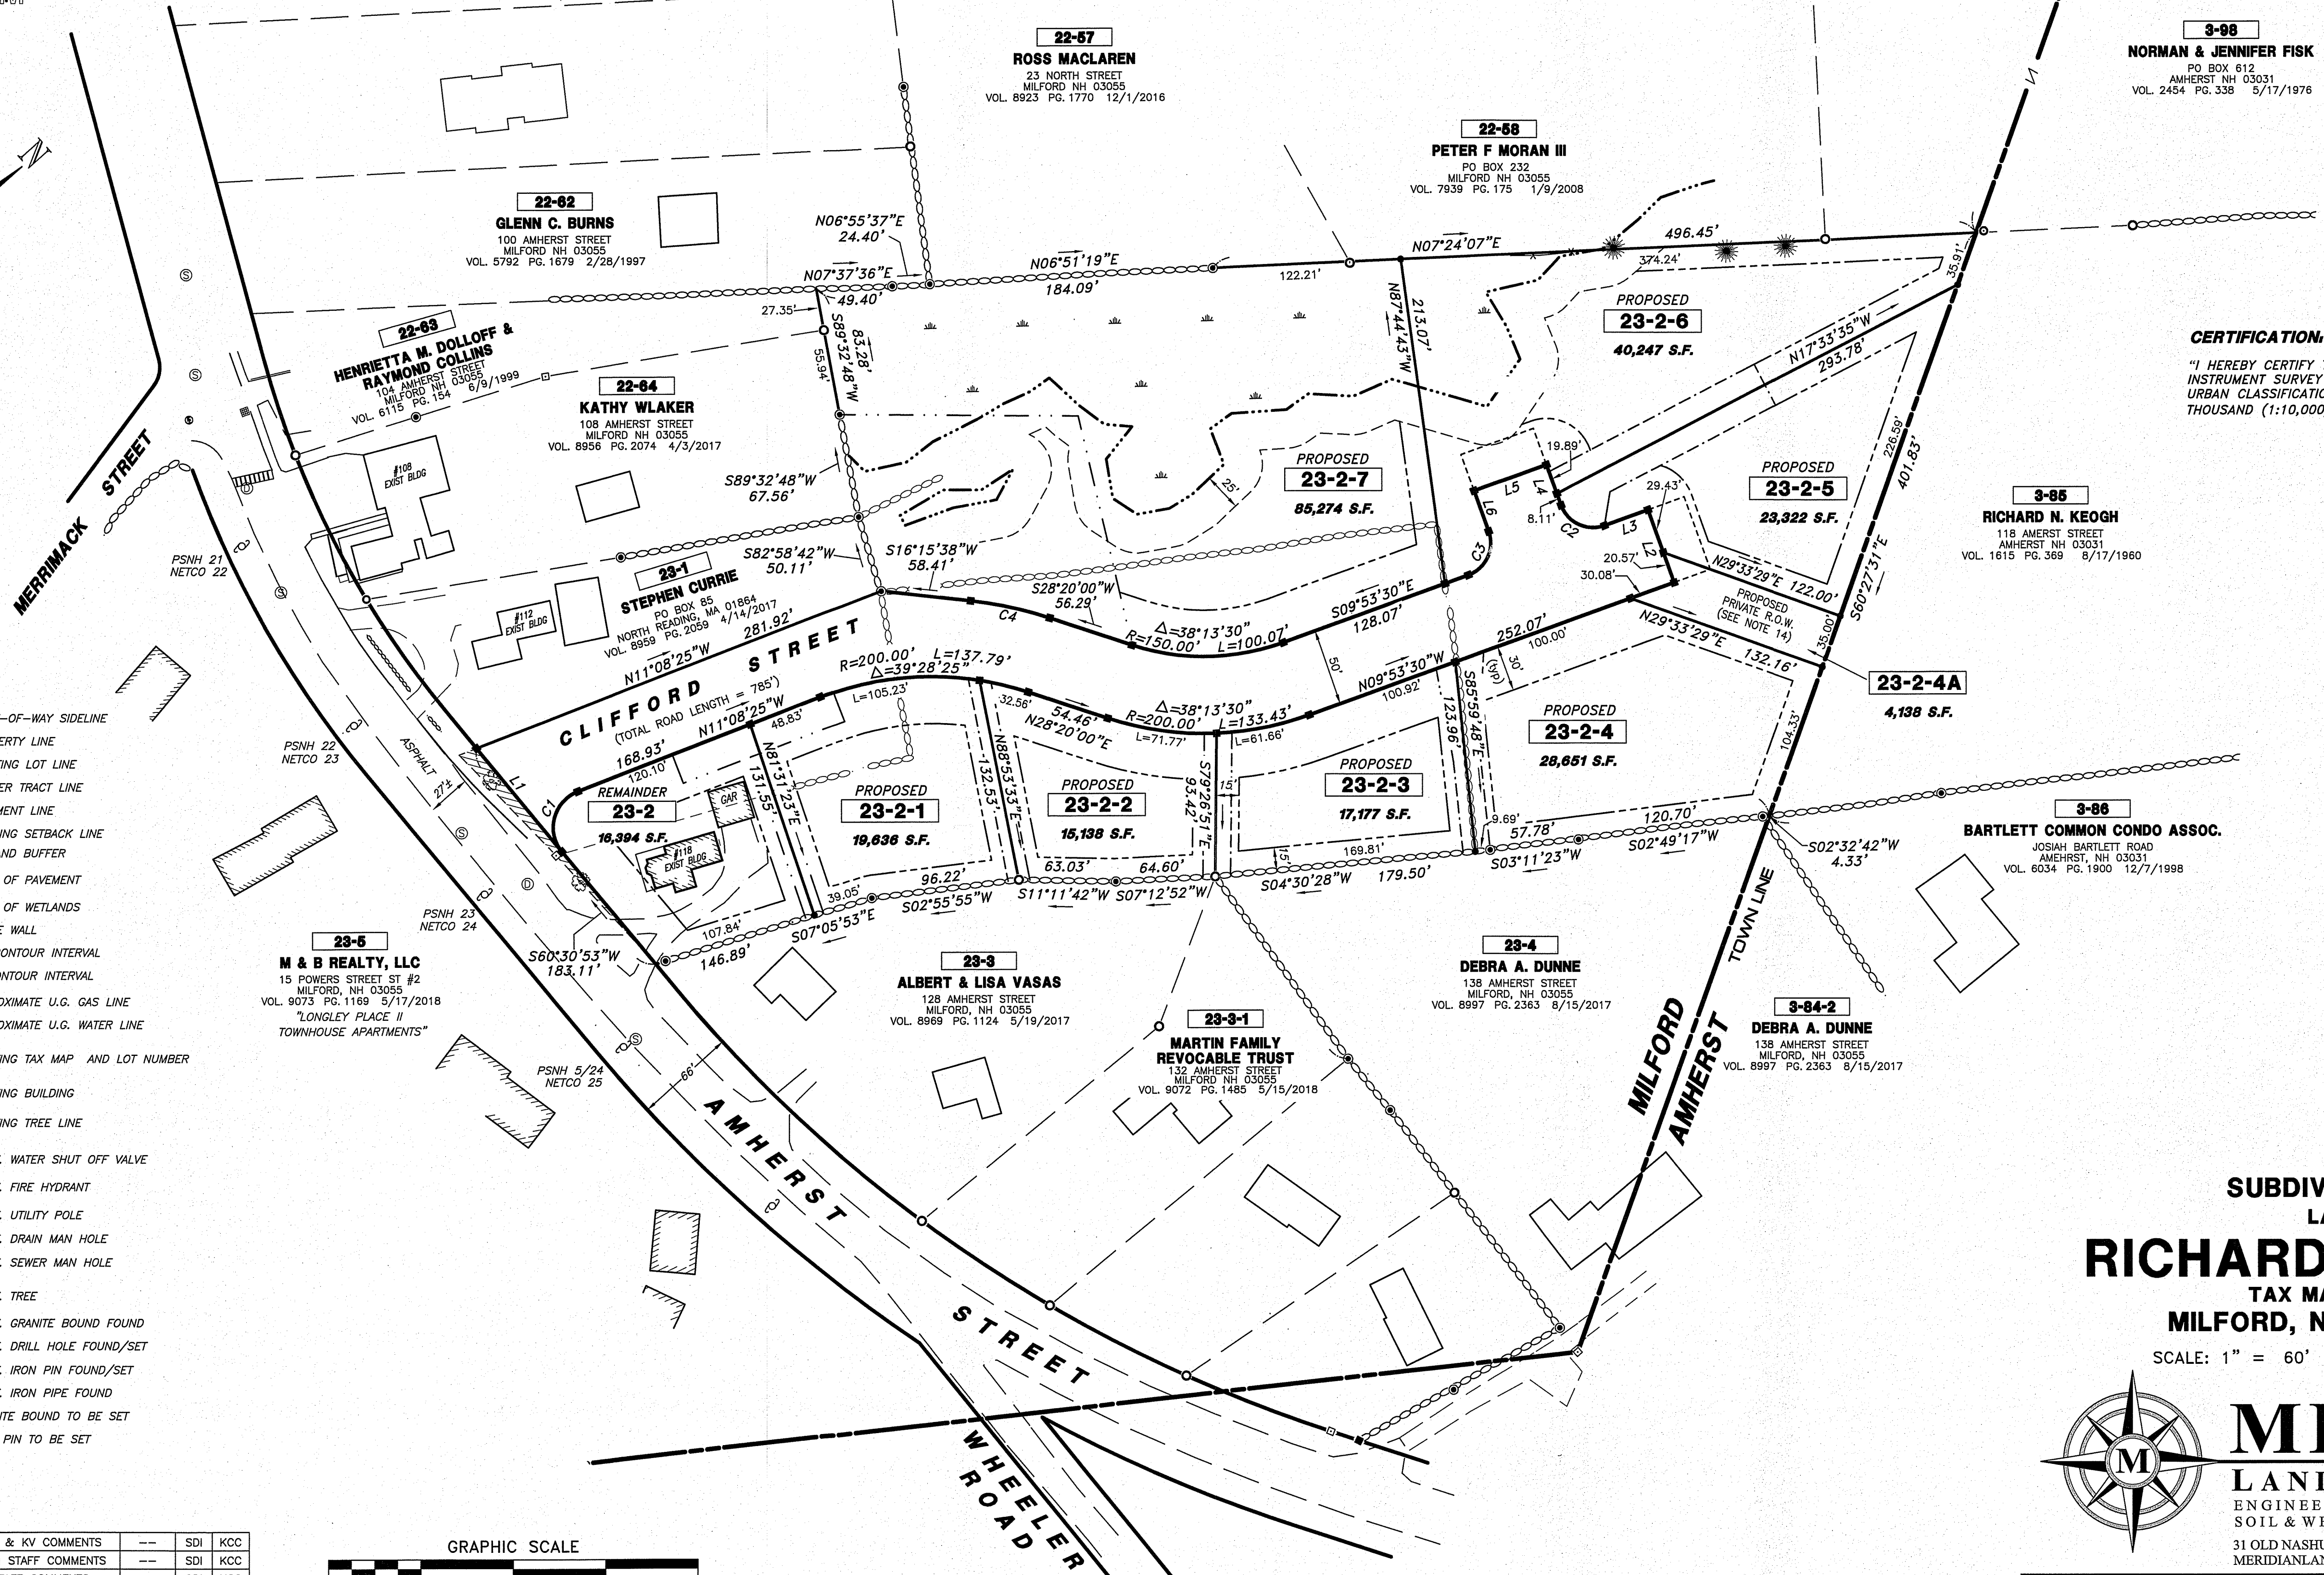 22-57
ROSS MACLAREN
23 NORTH STREET
MILFORD NH 03055
VOL. 8923 PG. 1770 12/1/2016
3-98
NORMAN & JENNIFER FISK
PO BOX 612
AMHERST NH 03031
VOL. 2454 PG. 338 5/17/1976
22-58
PETER F MORAN III
PO BOX 232
MILFORD NH 03055
VOL. 7939 PG. 175 1/9/2008
N
22-62
GLENN C. BURNS
100 AMHERST STREET
MILFORD NH 03055
VOL. 5792 PG. 1679 2/28/1997
N06°55'37"E
24.40'
N07°37'36"E
49.40'
27.35'
N06°51'19"E
184.09'
122.21'
N07°24'07"E
496.45'
374.24'
35.91'
22-63
HENRIETTA M. DOLLOFF &
RAYMOND COLLINS
104 AMHERST STREET
MILFORD NH 03055
VOL. 6115 PG. 154 6/9/1999
22-64
KATHY WLAKER
108 AMHERST STREET
MILFORD NH 03055
VOL. 8956 PG. 2074 4/3/2017
S89°32'48"W
83.28'
55.94'
S89°32'48"W
67.56'
N87°44'43"W
213.07'
PROPOSED
23-2-6
40,247 S.F.
N17°33'35"W
293.78'
CERTIFICATION:
"I HEREBY CERTIFY
INSTRUMENT SURVEY
URBAN CLASSIFICATIO
THOUSAND (1:10,000
#108
EXIST BLDG
PROPOSED
23-2-7
85,274 S.F.
25'
19.89'
L5
L4
L6
8.11'
C2
C3
L3
29.43'
L2
20.57'
30.08'
PROPOSED
23-2-5
23,322 S.F.
226.59'
401.83'
S60°27'31"E
3-85
RICHARD N. KEOGH
118 AMERST STREET
AMHERST NH 03031
VOL. 1615 PG. 369 8/17/1960
MERRIMACK STREET
PSNH 21
NETCO 22
S82°58'42"W
50.11'
S16°15'38"W
58.41'
23-1
STEPHEN CURRIE
PO BOX 85
NORTH READING, MA 01864
VOL. 8959 PG. 2059 4/14/2017
#112
EXIST BLDG
S28°20'00"W
56.29'
C4
Δ=38°13'30"
R=150.00' L=100.07'
S09°53'30"E
128.07'
N29°33'29"E 122.00'
PROPOSED
PRIVATE R.O.W.
(SEE NOTE 14)
35.00'
N29°33'29"E
132.16'
23-2-4A
4,138 S.F.
N11°08'25"W
281.92'
CLIFFORD STREET
(TOTAL ROAD LENGTH = 785')
R=200.00' L=137.79'
Δ=39°28'25"
L=105.23'
50'
252.07'
100.00'
N09°53'30"W
100.92'
30'
(typ)
168.93'
120.10'
N11°08'25"W
48.83'
32.56'
54.46'
N28°20'00"E
Δ=38°13'30"
R=200.00' L=133.43'
L=71.77'
L=61.66'
L1
C1
ASPHALT
27'±
PSNH 22
NETCO 23
REMAINDER
23-2
16,394 S.F.
GAR
#118
EXIST BLDG
N81°31'23"E
131.55'
PROPOSED
23-2-1
19,636 S.F.
N88°53'33"E
132.53'
PROPOSED
23-2-2
15,138 S.F.
S79°26'51"E
93.42'
15'
PROPOSED
23-2-3
17,177 S.F.
S85°59'48"E
123.96'
PROPOSED
23-2-4
28,651 S.F.
104.33'
169.81'
15'
9.69'
57.78'
S03°11'23"W
120.70'
S02°49'17"W
S02°32'42"W
4.33'
3-86
BARTLETT COMMON CONDO ASSOC.
JOSIAH BARTLETT ROAD
AMEHRST, NH 03031
VOL. 6034 PG. 1900 12/7/1998
PSNH 23
NETCO 24
S60°30'53"W
183.11'
107.84'
146.89'
39.05'
S07°05'53"E
96.22'
S02°55'55"W
63.03'
S11°11'42"W
64.60'
S07°12'52"W
S04°30'28"W
179.50'
TOWN LINE
23-5
M & B REALTY, LLC
15 POWERS STREET ST #2
MILFORD, NH 03055
VOL. 9073 PG. 1169 5/17/2018
"LONGLEY PLACE II
TOWNHOUSE APARTMENTS"
23-3
ALBERT & LISA VASAS
128 AMHERST STREET
MILFORD, NH 03055
VOL. 8969 PG. 1124 5/19/2017
23-3-1
MARTIN FAMILY
REVOCABLE TRUST
132 AMHERST STREET
MILFORD NH 03055
VOL. 9072 PG. 1485 5/15/2018
23-4
DEBRA A. DUNNE
138 AMHERST STREET
MILFORD, NH 03055
VOL. 8997 PG. 2363 8/15/2017
3-84-2
DEBRA A. DUNNE
138 AMHERST STREET
MILFORD, NH 03055
VOL. 8997 PG. 2363 8/15/2017
MILFORD
AMHERST
PSNH 5/24
NETCO 25
66'
AMHERST STREET
WHEELER
ROAD
-OF-WAY SIDELINE
ERTY LINE
TING LOT LINE
ER TRACT LINE
MENT LINE
ING SETBACK LINE
AND BUFFER
OF PAVEMENT
OF WETLANDS
E WALL
CONTOUR INTERVAL
ONTOUR INTERVAL
OXIMATE U.G. GAS LINE
OXIMATE U.G. WATER LINE
ING TAX MAP AND LOT NUMBER
ING BUILDING
ING TREE LINE
. WATER SHUT OFF VALVE
. FIRE HYDRANT
. UTILITY POLE
. DRAIN MAN HOLE
. SEWER MAN HOLE
. TREE
. GRANITE BOUND FOUND
. DRILL HOLE FOUND/SET
. IRON PIN FOUND/SET
. IRON PIPE FOUND
ITE BOUND TO BE SET
PIN TO BE SET
& KV COMMENTS -- SDI KCC
STAFF COMMENTS -- SDI KCC
GRAPHIC SCALE
SUBDIV
LA
RICHARD
TAX MA
MILFORD, N
SCALE: 1" = 60'
M
LAN
ENGINEE
SOIL & WE
31 OLD NASHU
MERIDIANLAN